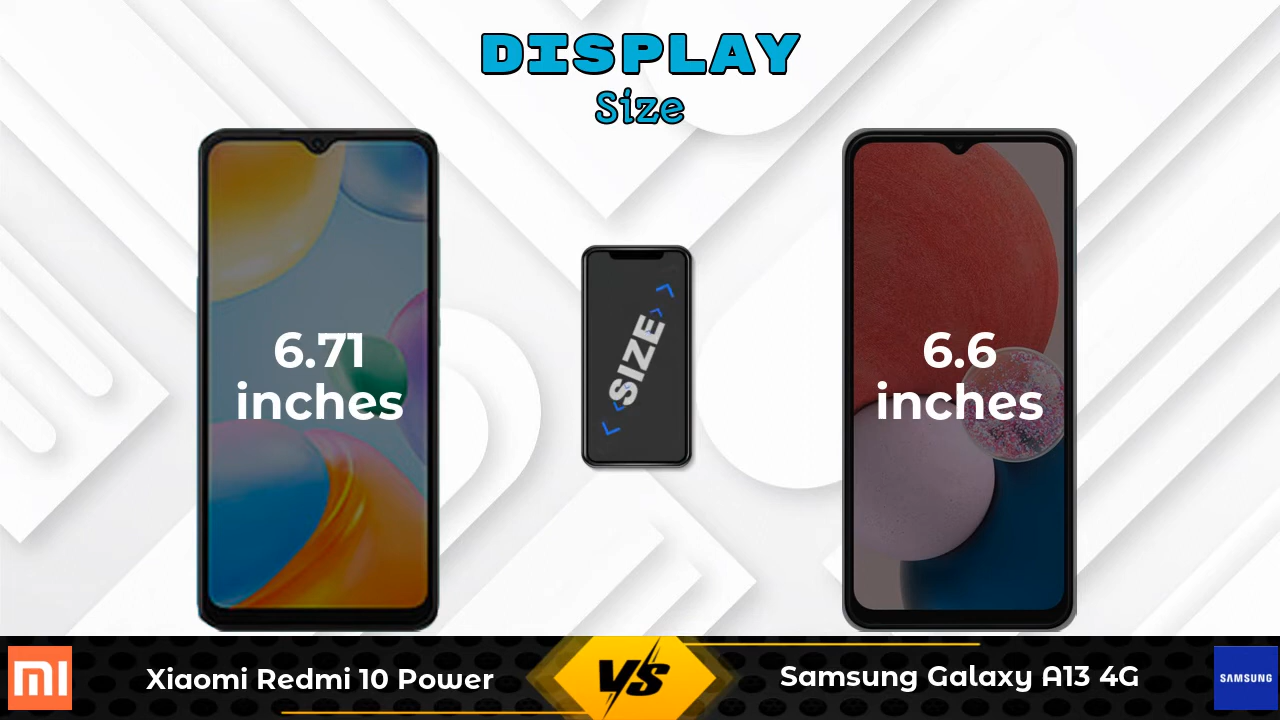 DISPLAY
Size
6.71
inches
SIZE
6.6
inches
Xiaomi Redmi 10 Power
VS
Samsung Galaxy A13 4G
SAMSUNG